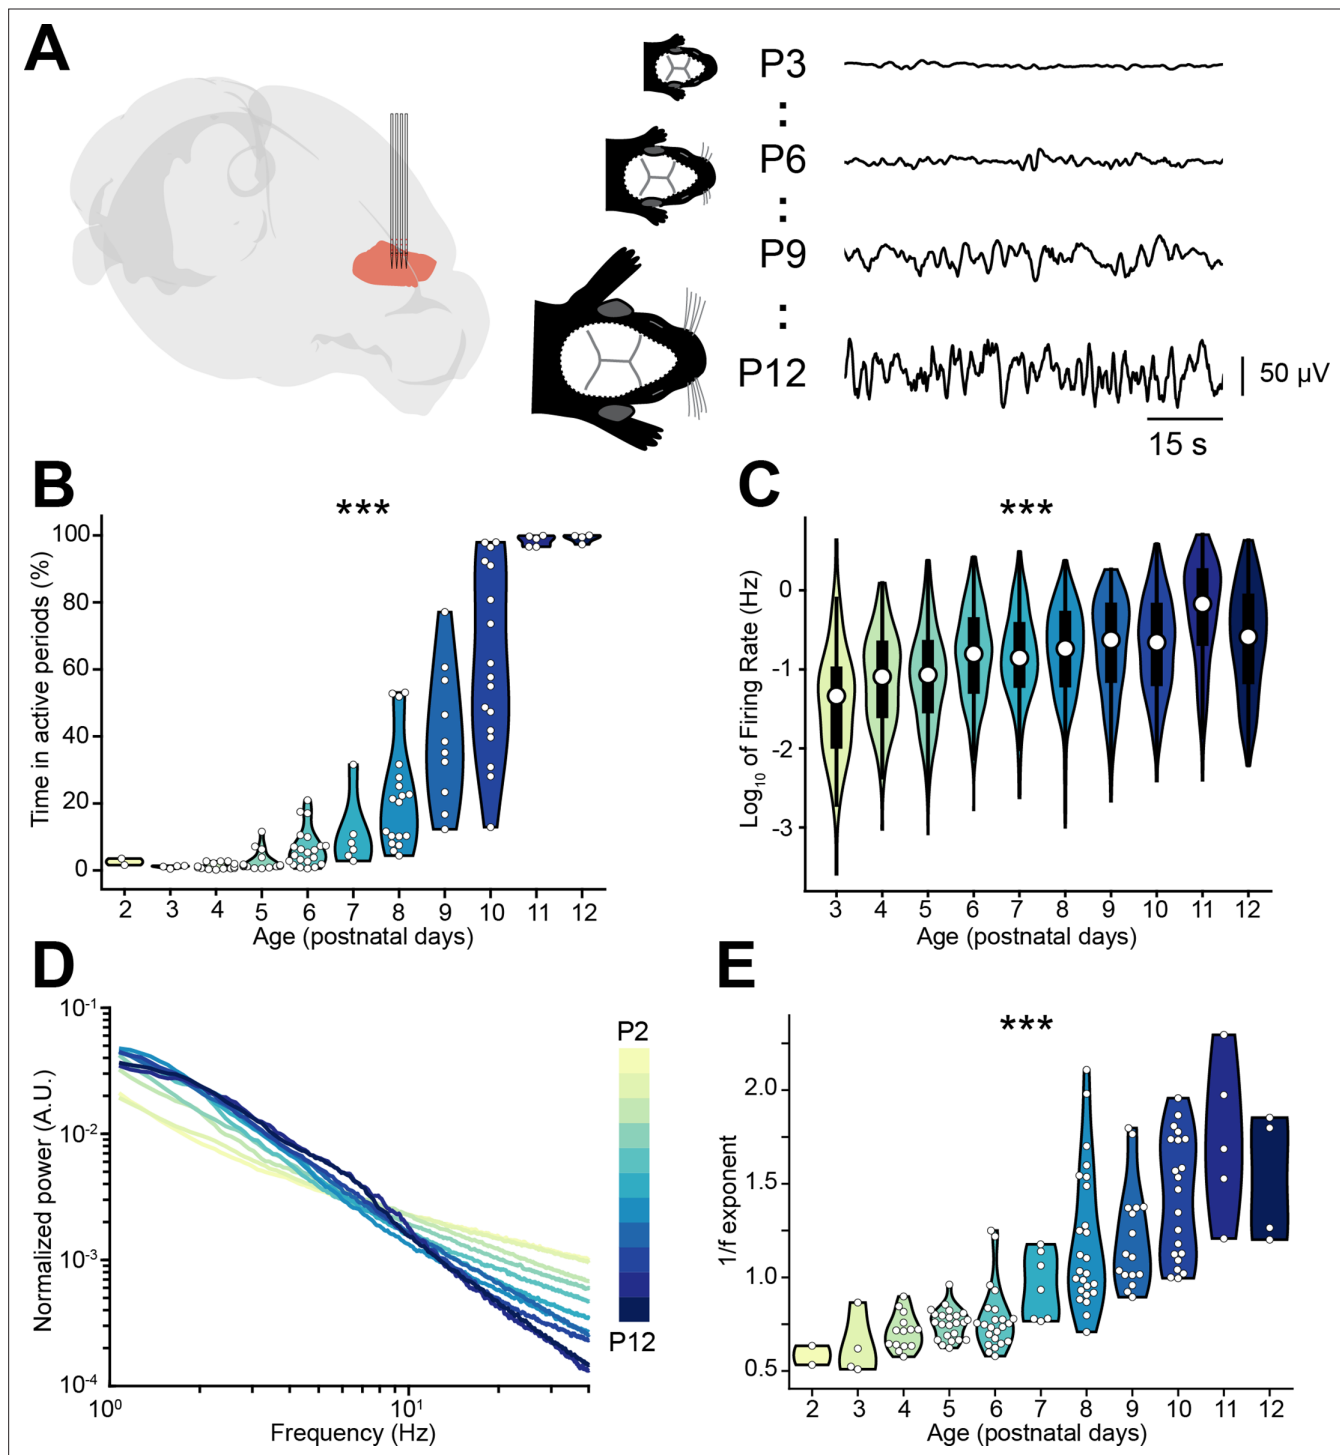 A
P3
:
P6
:
P9
:
P12
50 µV
15 s
B
***
Time in active periods (%)
100
80
60
40
20
0
2 3 4 5 6 7 8 9 10 11 12
Age (postnatal days)
C
***
Log₁₀ of Firing Rate (Hz)
0
-1
-2
-3
3 4 5 6 7 8 9 10 11 12
Age (postnatal days)
D
Normalized power (A.U.)
10⁻¹
10⁻²
10⁻³
10⁻⁴
10⁰ 10¹
Frequency (Hz)
P2
P12
E
***
1/f exponent
2.0
1.5
1.0
0.5
2 3 4 5 6 7 8 9 10 11 12
Age (postnatal days)